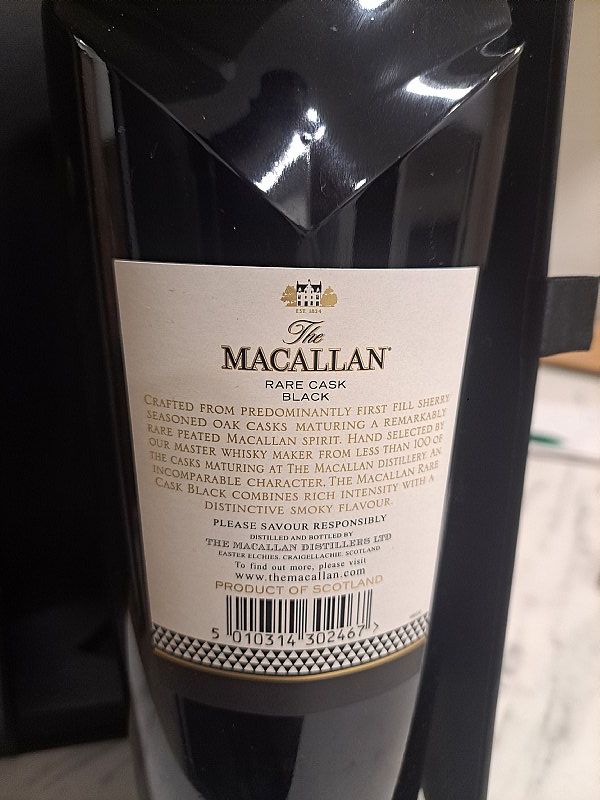 EST. 1824
The
MACALLAN
RARE CASK
BLACK
CRAFTED FROM PREDOMINANTLY FIRST FILL SHERRY
SEASONED OAK CASKS MATURING A REMARKABLY
RARE PEATED MACALLAN SPIRIT. HAND SELECTED BY
OUR MASTER WHISKY MAKER FROM LESS THAN 100 OF
THE CASKS MATURING AT THE MACALLAN DISTILLERY. AN
INCOMPARABLE CHARACTER, THE MACALLAN RARE
CASK BLACK COMBINES RICH INTENSITY WITH A
DISTINCTIVE SMOKY FLAVOUR.
PLEASE SAVOUR RESPONSIBLY
DISTILLED AND BOTTLED BY
THE MACALLAN DISTILLERS LTD
EASTER ELCHIES, CRAIGELLACHIE, SCOTLAND
To find out more, please visit
www.themacallan.com
PRODUCT OF SCOTLAND
5 010314 302467 >